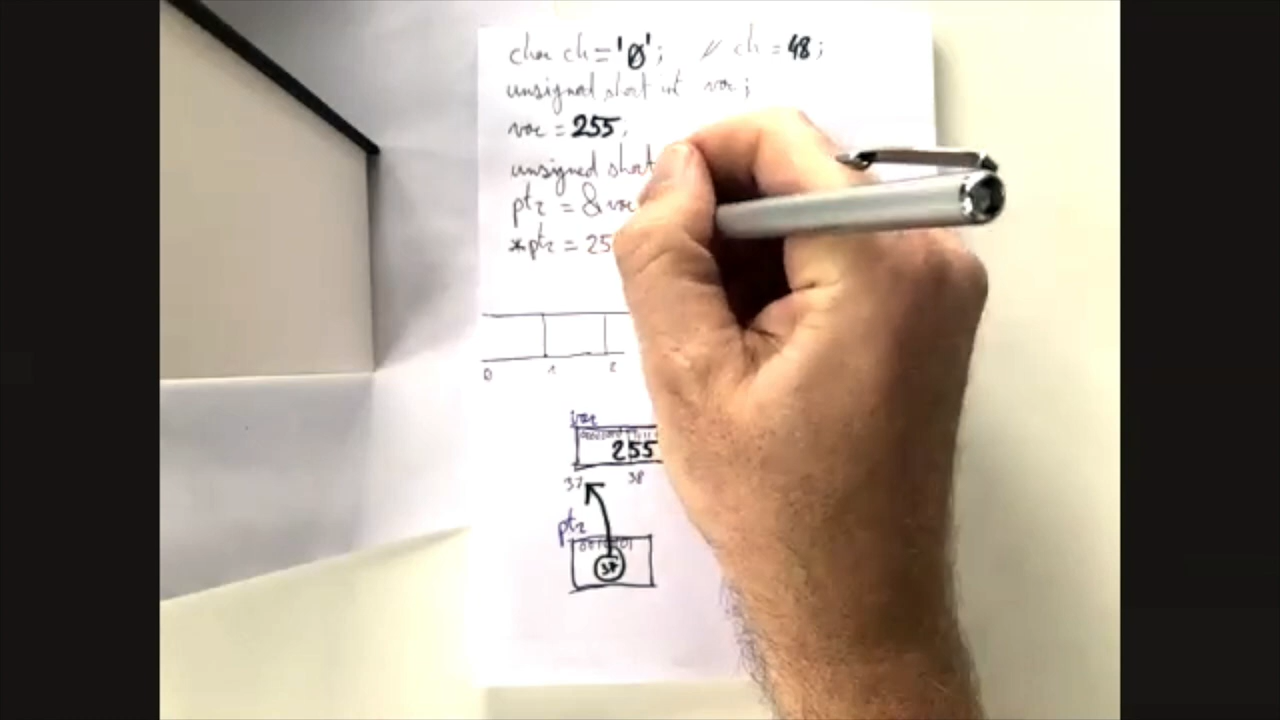 char ch = '0'; // ch = 48;
unsigned short int var;
var = 255;
unsigned short
ptr = &var
*ptr = 25
0 1 2
var
255
37 38
ptr
37